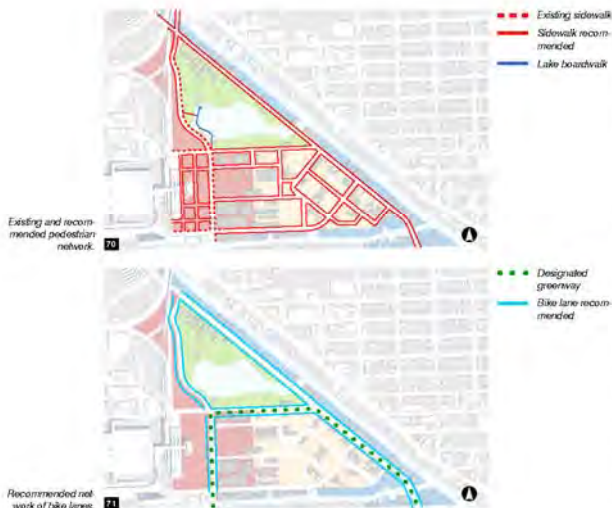 Existing sidewalk
Sidewalk recom-
mended
Lake boardwalk
Existing and recom-
mended pedestrian
network.
70
Designated
greenway
Bike lane recom-
mended
Recommended net-
work of bike lanes.
71